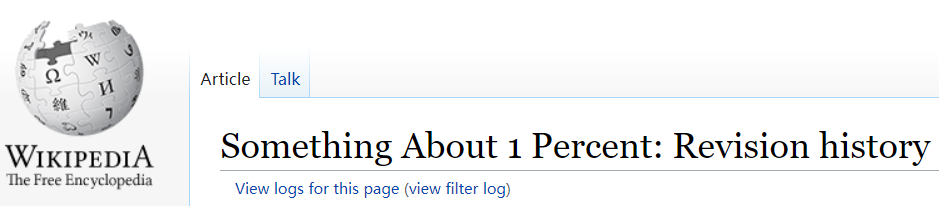 Article Talk
Something About 1 Percent: Revision history
WIKIPEDIA
The Free Encyclopedia
View logs for this page (view filter log)